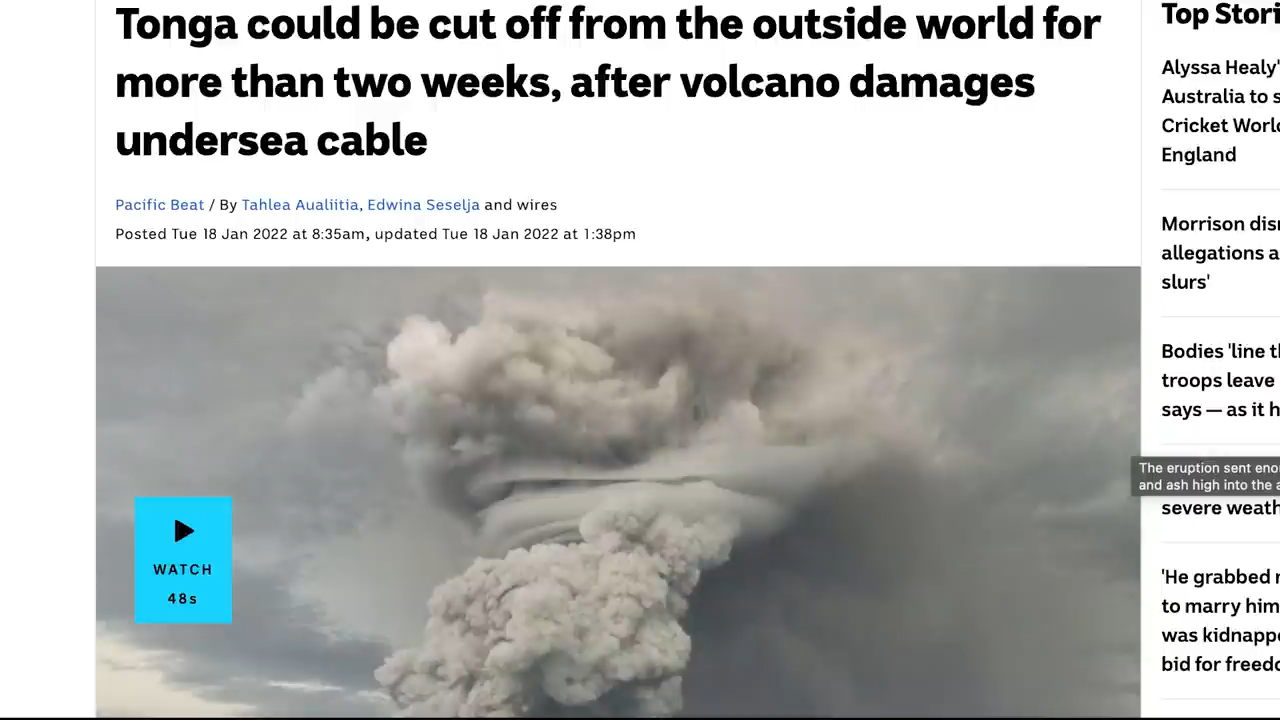 Tonga could be cut off from the outside world for
more than two weeks, after volcano damages
undersea cable
Pacific Beat / By Tahlea Aualiitia, Edwina Seselja and wires
Posted Tue 18 Jan 2022 at 8:35am, updated Tue 18 Jan 2022 at 1:38pm
WATCH
48s
Top Stori
Alyssa Healy'
Australia to s
Cricket World
England
Morrison dis
allegations a
slurs'
Bodies 'line t
troops leave
says — as it h
The eruption sent eno
and ash high into the a
severe weath
'He grabbed
to marry him
was kidnapp
bid for freed